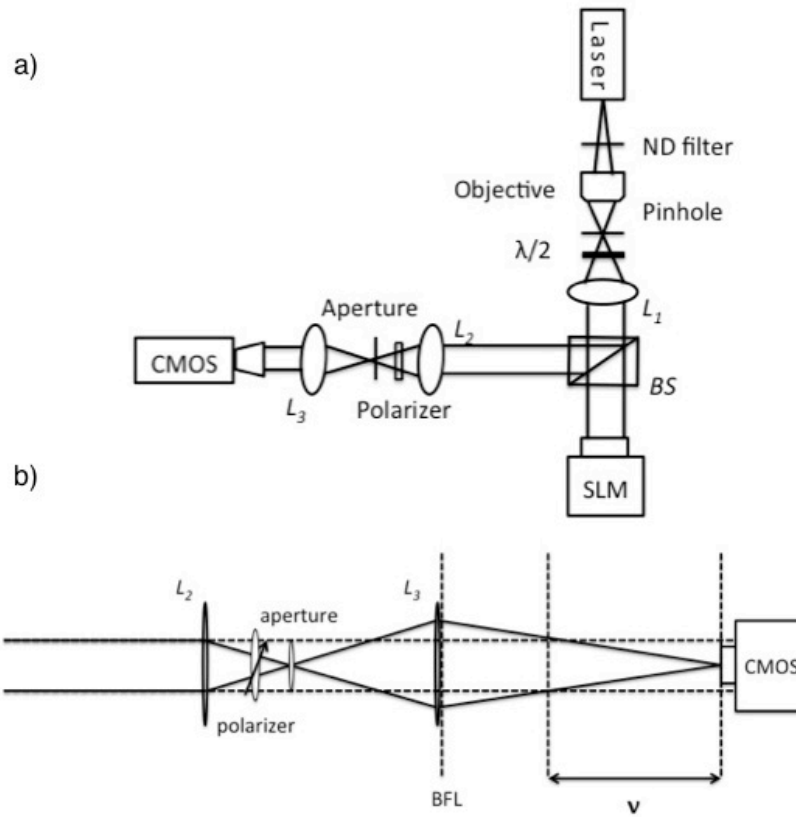 a)
Laser
ND filter
Objective
Pinhole
λ/2
L1
Aperture
L2
CMOS
BS
L3
Polarizer
SLM
b)
L2
L3
aperture
CMOS
polarizer
BFL
ν